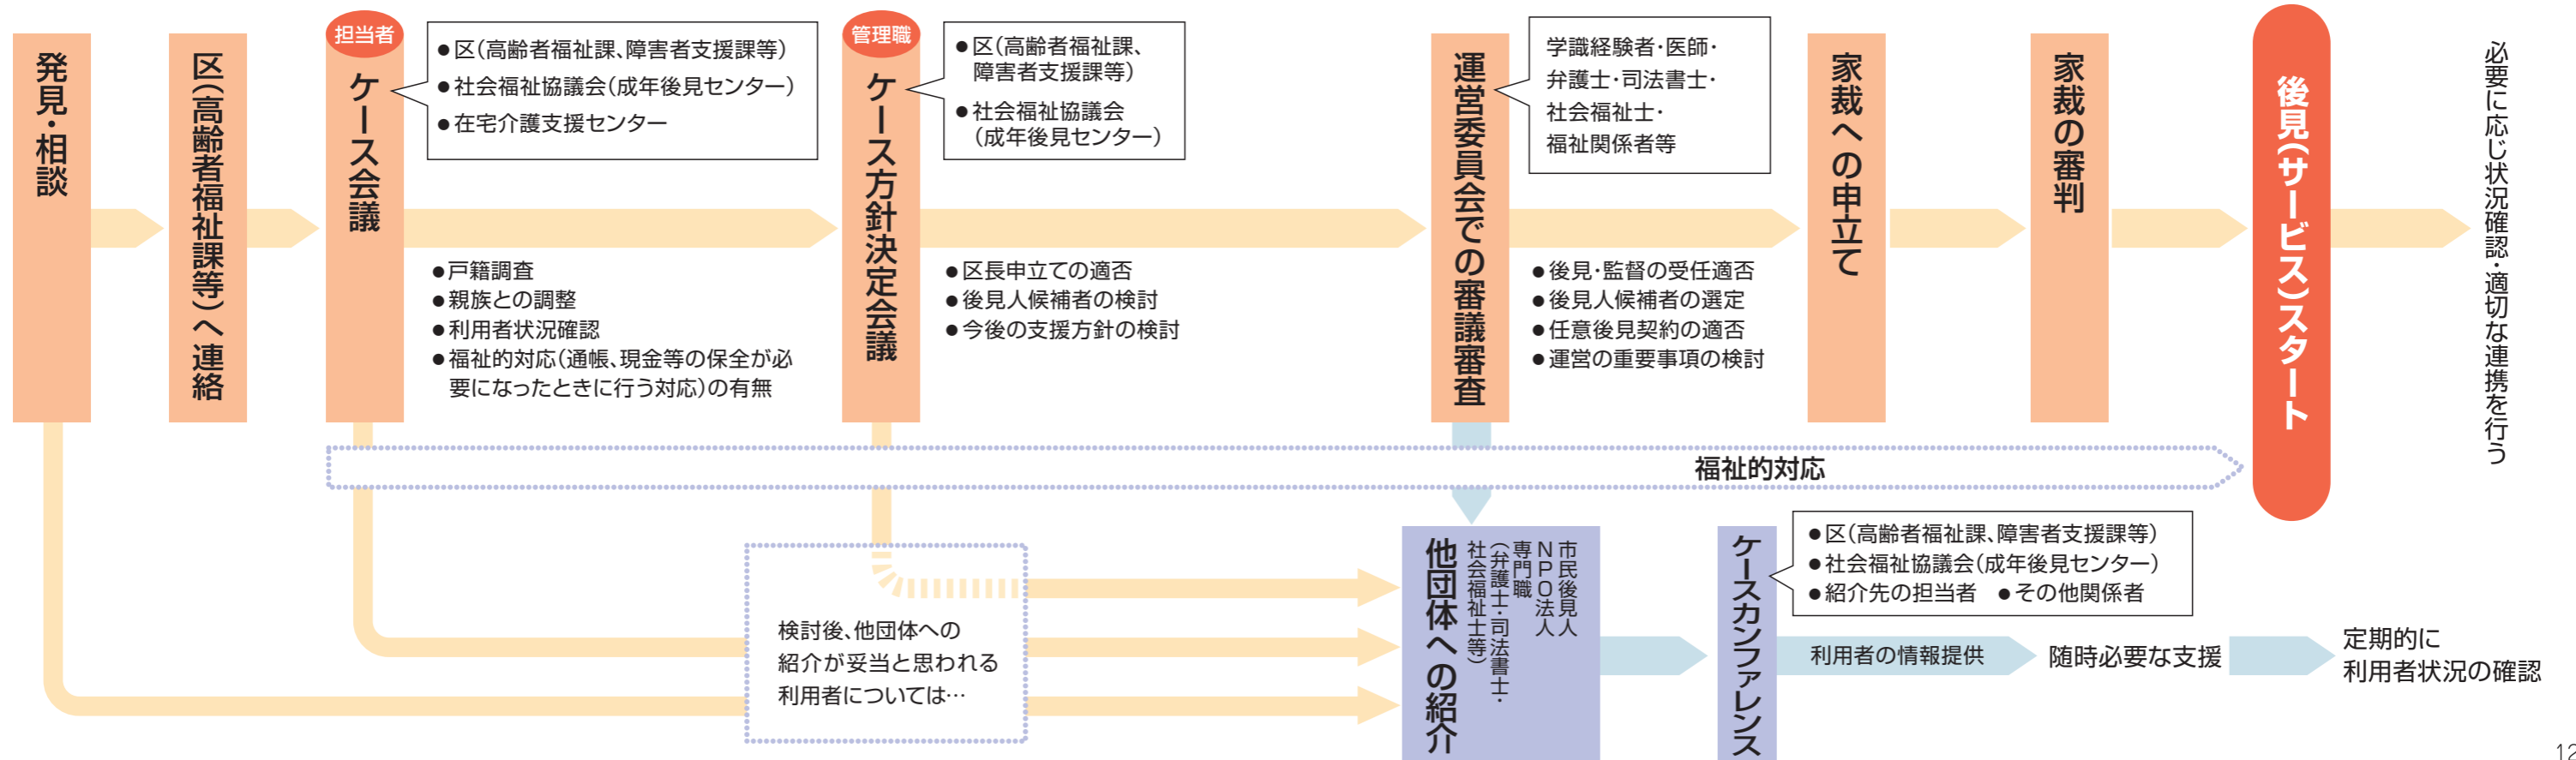 発見・相談
区(高齢者福祉課等)へ連絡
担当者
ケース会議
●区(高齢者福祉課、障害者支援課等)
●社会福祉協議会(成年後見センター)
●在宅介護支援センター
●戸籍調査
●親族との調整
●利用者状況確認
●福祉的対応(通帳、現金等の保全が必
要になったときに行う対応)の有無
管理職
ケース方針決定会議
●区(高齢者福祉課、
障害者支援課等)
●社会福祉協議会
(成年後見センター)
●区長申立ての適否
●後見人候補者の検討
●今後の支援方針の検討
運営委員会での審議審査
学識経験者・医師・
弁護士・司法書士・
社会福祉士・
福祉関係者等
●後見・監督の受任適否
●後見人候補者の選定
●任意後見契約の適否
●運営の重要事項の検討
家裁への申立て
家裁の審判
後見(サービス)スタート
必要に応じ状況確認・適切な連携を行う
福祉的対応
検討後、他団体への
紹介が妥当と思われる
利用者については…
他団体への紹介
市民後見人
NPO法人
専門職
(弁護士・司法書士・
社会福祉士等)
ケースカンファレンス
●区(高齢者福祉課、障害者支援課等)
●社会福祉協議会(成年後見センター)
●紹介先の担当者 ●その他関係者
利用者の情報提供
随時必要な支援
定期的に
利用者状況の確認
12